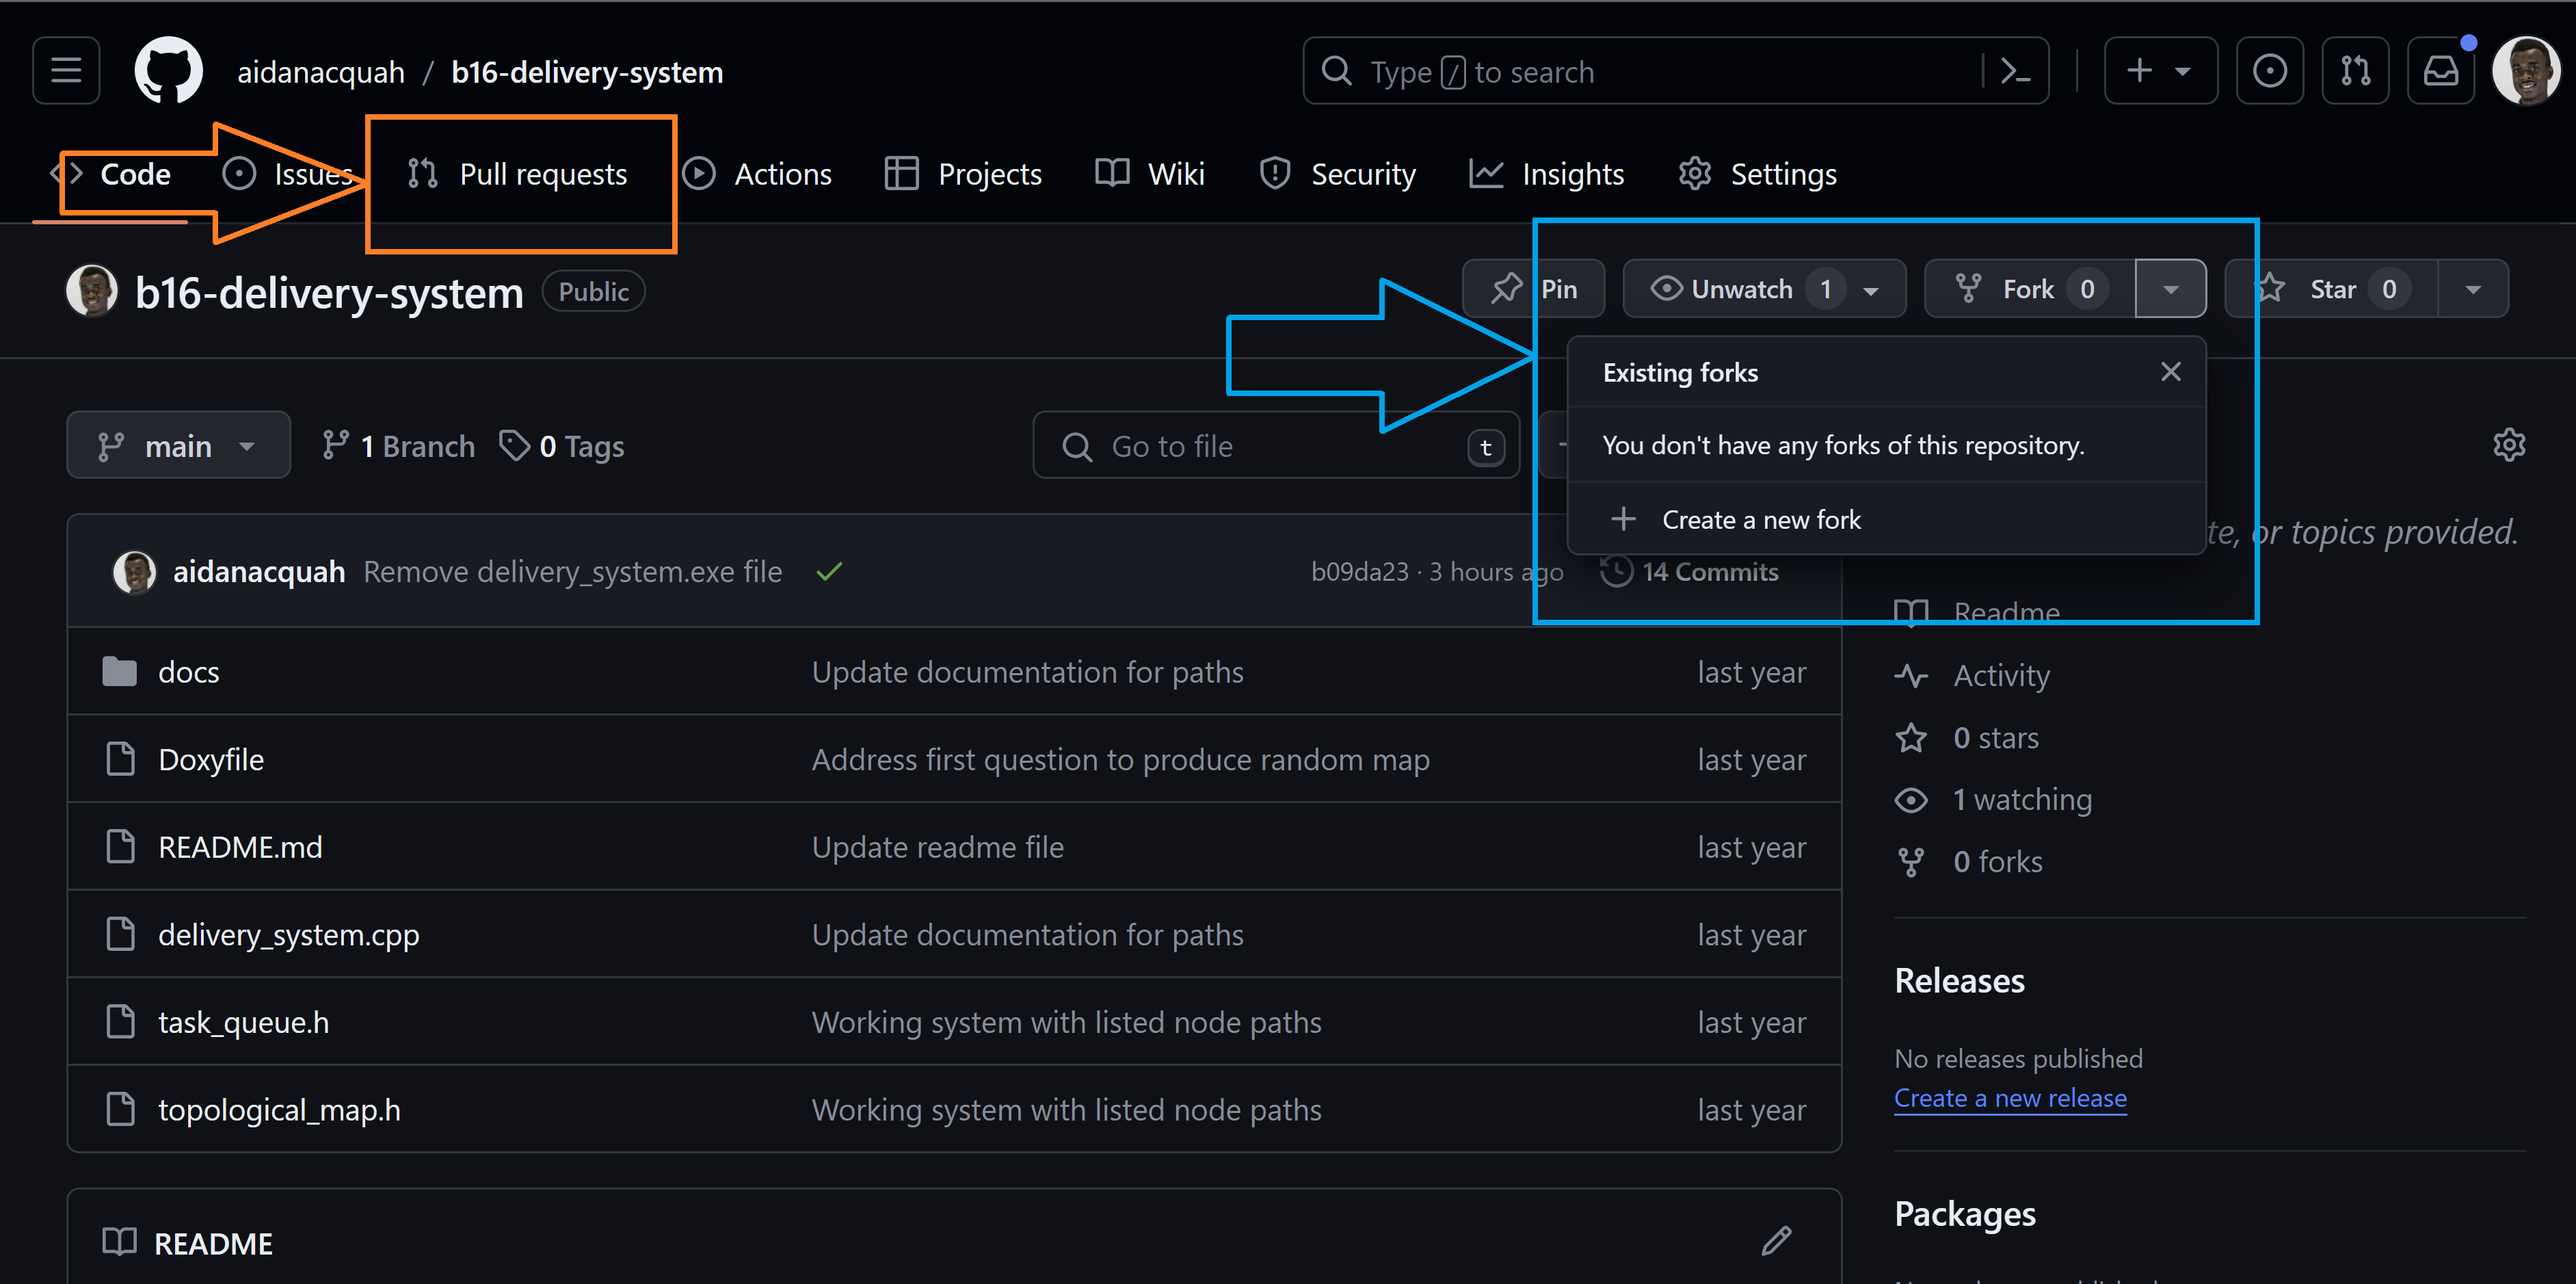 aidanacquah / b16-delivery-system
Type / to search
Code Issues Pull requests Actions Projects Wiki Security Insights Settings
b16-delivery-system Public
Pin Unwatch 1 Fork 0 Star 0
Existing forks
You don't have any forks of this repository.
Create a new fork
main 1 Branch 0 Tags
Go to file t
or topics provided.
aidanacquah Remove delivery_system.exe file b09da23 · 3 hours ago 14 Commits
docs Update documentation for paths last year
Doxyfile Address first question to produce random map last year
README.md Update readme file last year
delivery_system.cpp Update documentation for paths last year
task_queue.h Working system with listed node paths last year
topological_map.h Working system with listed node paths last year
README
Readme
Activity
0 stars
1 watching
0 forks
Releases
No releases published
Create a new release
Packages